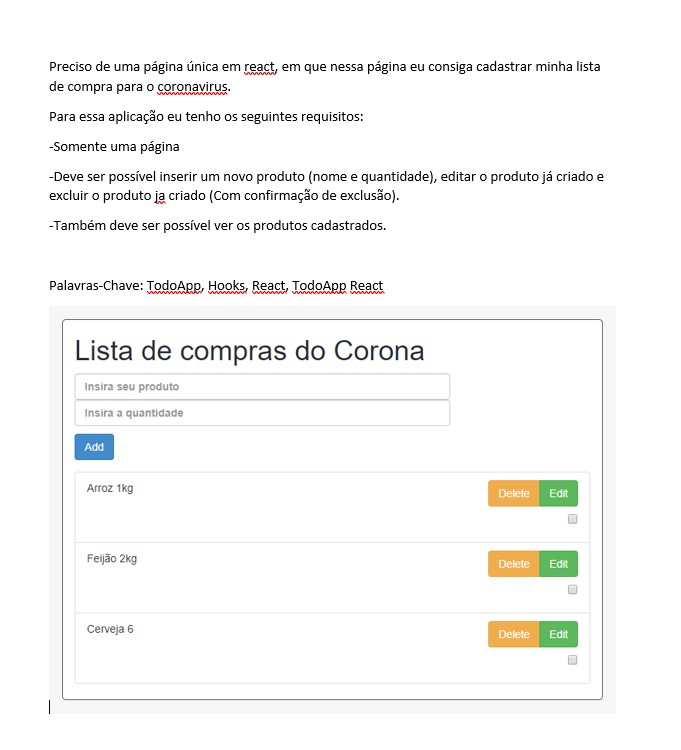 Preciso de uma página única em react, em que nessa página eu consiga cadastrar minha lista
de compra para o coronavirus.
Para essa aplicação eu tenho os seguintes requisitos:
-Somente uma página
-Deve ser possível inserir um novo produto (nome e quantidade), editar o produto já criado e
excluir o produto ja criado (Com confirmação de exclusão).
-Também deve ser possível ver os produtos cadastrados.
Palavras-Chave: TodoApp, Hooks, React, TodoApp React
Lista de compras do Corona
Insira seu produto
Insira a quantidade
Add
Arroz 1kg Delete Edit
Feijão 2kg Delete Edit
Cerveja 6 Delete Edit